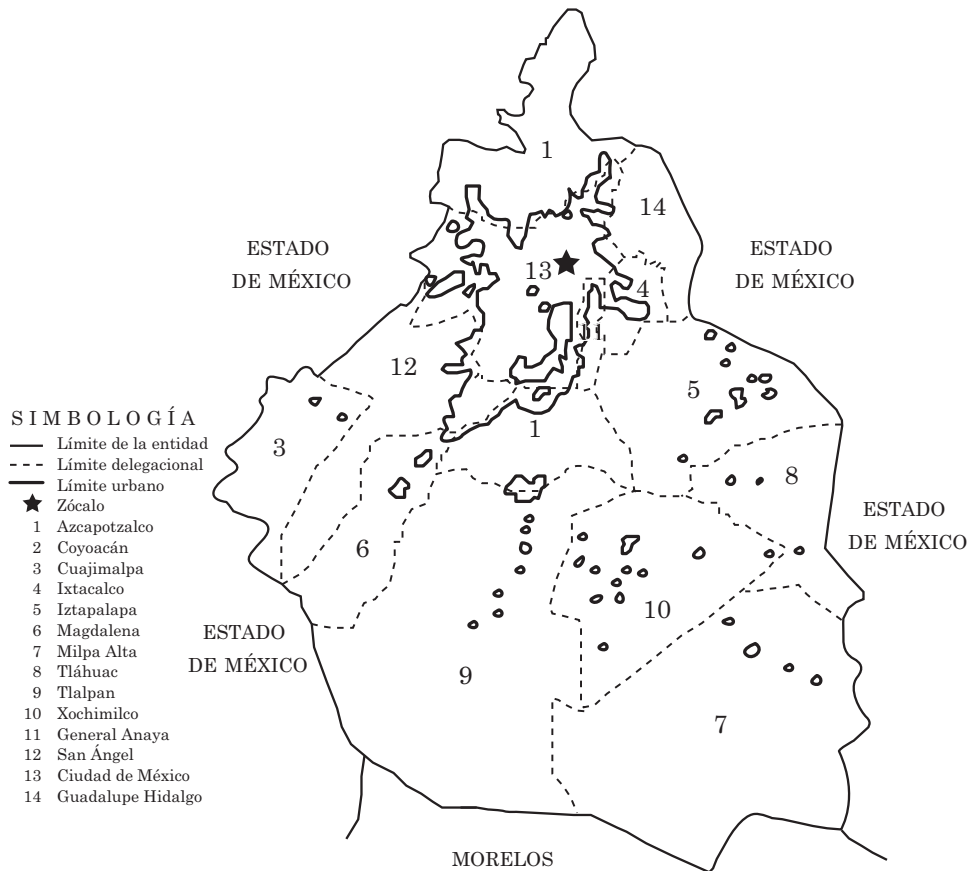 1
14
ESTADO
DE MÉXICO
ESTADO
DE MÉXICO
13
4
11
12
5
3
1
8
ESTADO
DE MÉXICO
6
10
ESTADO
DE MÉXICO
9
7
MORELOS
SIMBOLOGÍA
Límite de la entidad
Límite delegacional
Límite urbano
Zócalo
1 Azcapotzalco
2 Coyoacán
3 Cuajimalpa
4 Ixtacalco
5 Iztapalapa
6 Magdalena
7 Milpa Alta
8 Tláhuac
9 Tlalpan
10 Xochimilco
11 General Anaya
12 San Ángel
13 Ciudad de México
14 Guadalupe Hidalgo